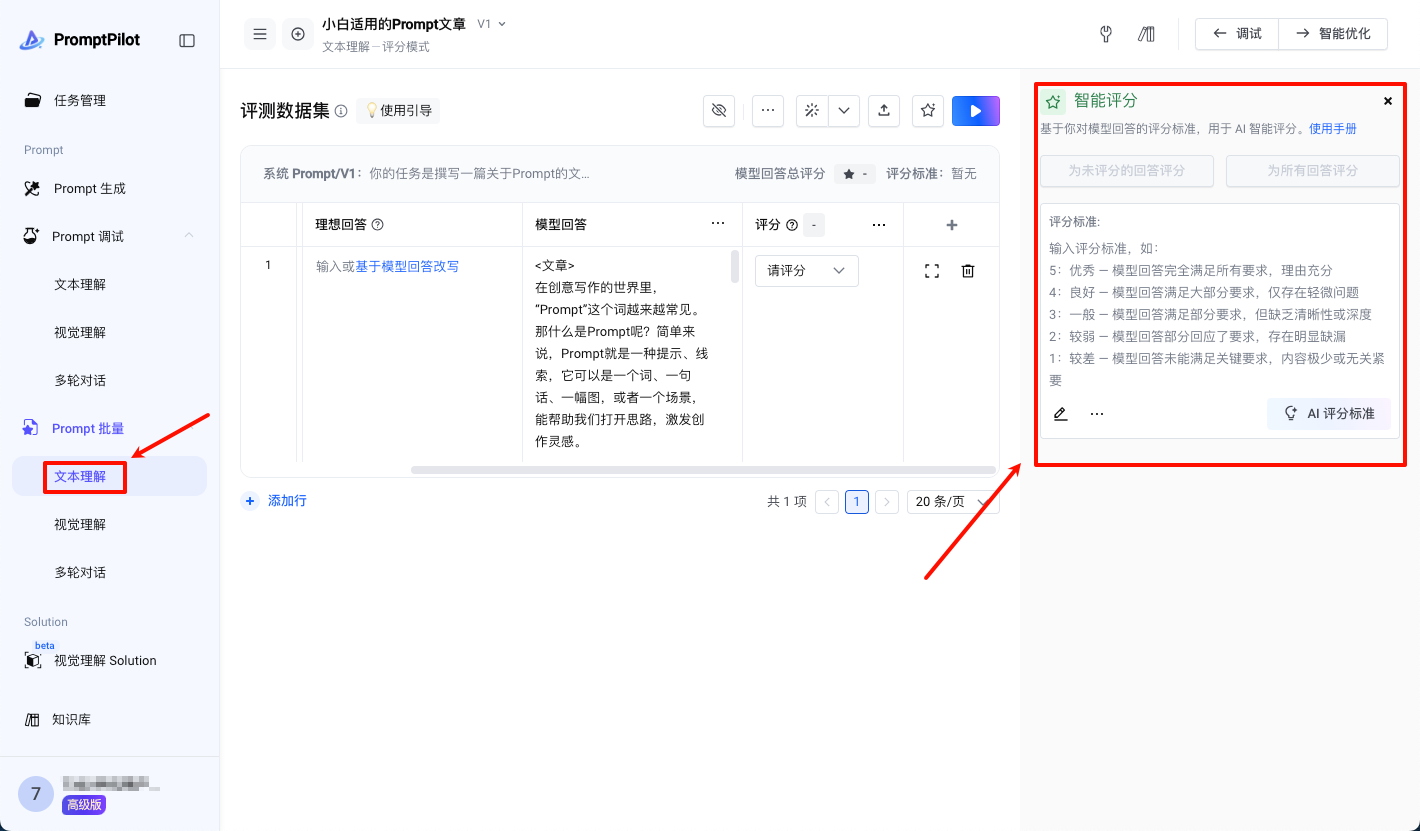 PromptPilot
任务管理
Prompt
Prompt 生成
Prompt 调试
文本理解
视觉理解
多轮对话
Prompt 批量
文本理解
视觉理解
多轮对话
Solution
beta
视觉理解 Solution
知识库
7
高级版
小白适用的Prompt文章 V1
文本理解–评分模式
调试
智能优化
评测数据集
使用引导
系统 Prompt/V1: 你的任务是撰写一篇关于Prompt的文...
模型回答总评分 - 评分标准: 暂无
理想回答 模型回答 评分 -
1
输入或基于模型回答改写
<文章>
在创意写作的世界里，
“Prompt”这个词越来越常见。
那什么是Prompt呢？简单来
说，Prompt就是一种提示、线
索，它可以是一个词、一句
话、一幅图，或者一个场景，
能帮助我们打开思路，激发创
作灵感。
请评分
添加行
共 1 项
1
20 条/页
智能评分
基于你对模型回答的评分标准，用于 AI 智能评分。使用手册
为未评分的回答评分
为所有回答评分
评分标准:
输入评分标准，如：
5：优秀 — 模型回答完全满足所有要求，理由充分
4：良好 — 模型回答满足大部分要求，仅存在轻微问题
3：一般 — 模型回答满足部分要求，但缺乏清晰性或深度
2：较弱 — 模型回答部分回应了要求，存在明显缺漏
1：较差 — 模型回答未能满足关键要求，内容极少或无关紧
要
AI 评分标准